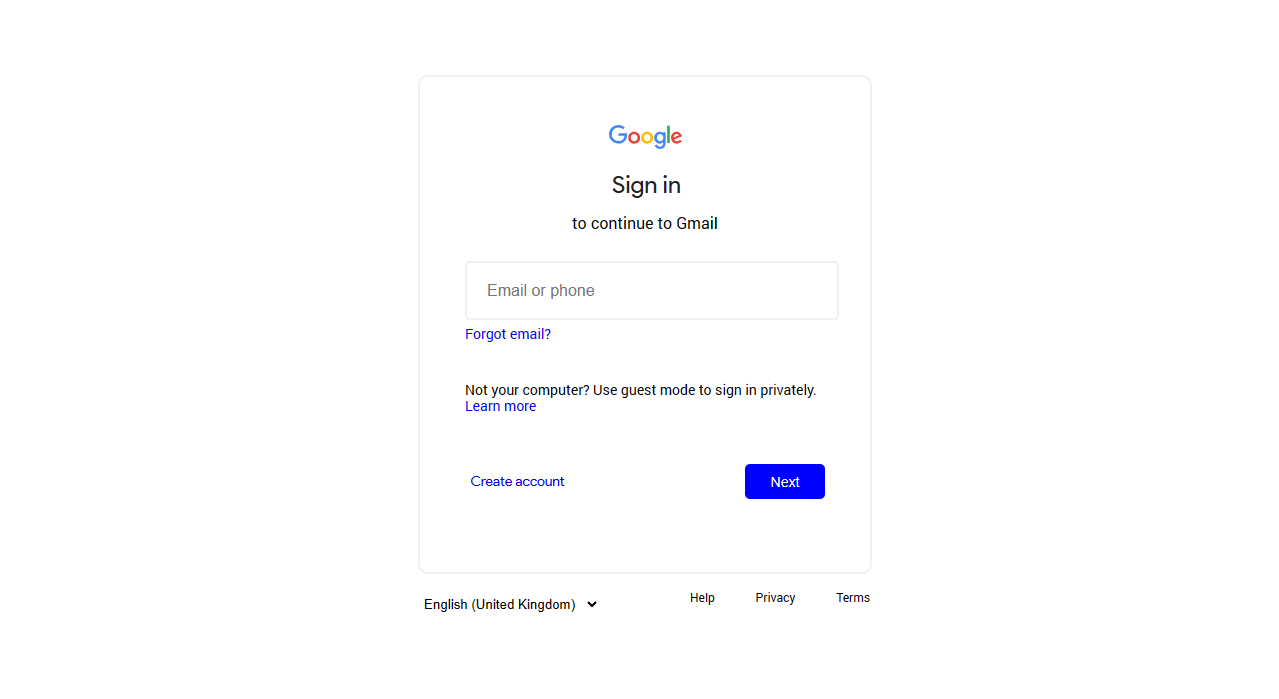 Google
Sign in
to continue to Gmail
Email or phone
Forgot email?
Not your computer? Use guest mode to sign in privately.
Learn more
Create account
Next
English (United Kingdom)
Help
Privacy
Terms